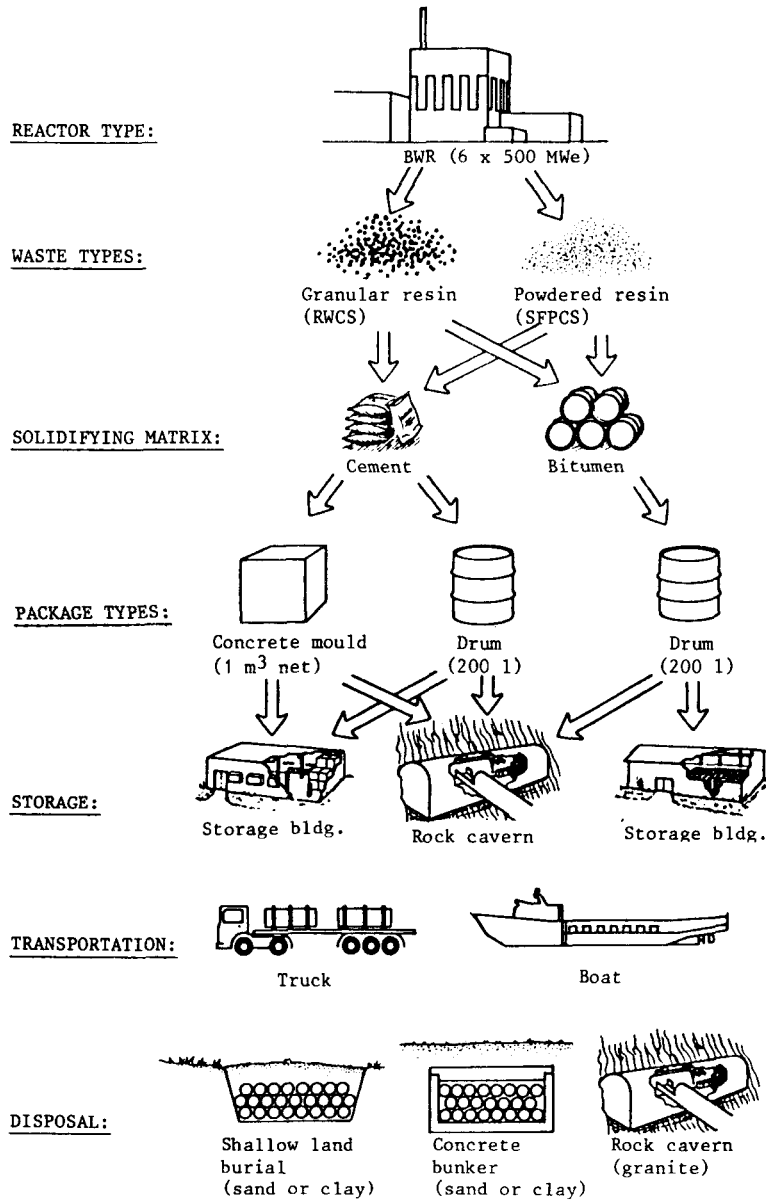 REACTOR TYPE:
BWR (6 x 500 MWe)
WASTE TYPES:
Granular resin
(RWCS)
Powdered resin
(SFPCS)
SOLIDIFYING MATRIX:
Cement
Bitumen
PACKAGE TYPES:
Concrete mould
(1 m³ net)
Drum
(200 l)
Drum
(200 l)
STORAGE:
Storage bldg.
Rock cavern
Storage bldg.
TRANSPORTATION:
Truck
Boat
DISPOSAL:
Shallow land
burial
(sand or clay)
Concrete
bunker
(sand or clay)
Rock cavern
(granite)